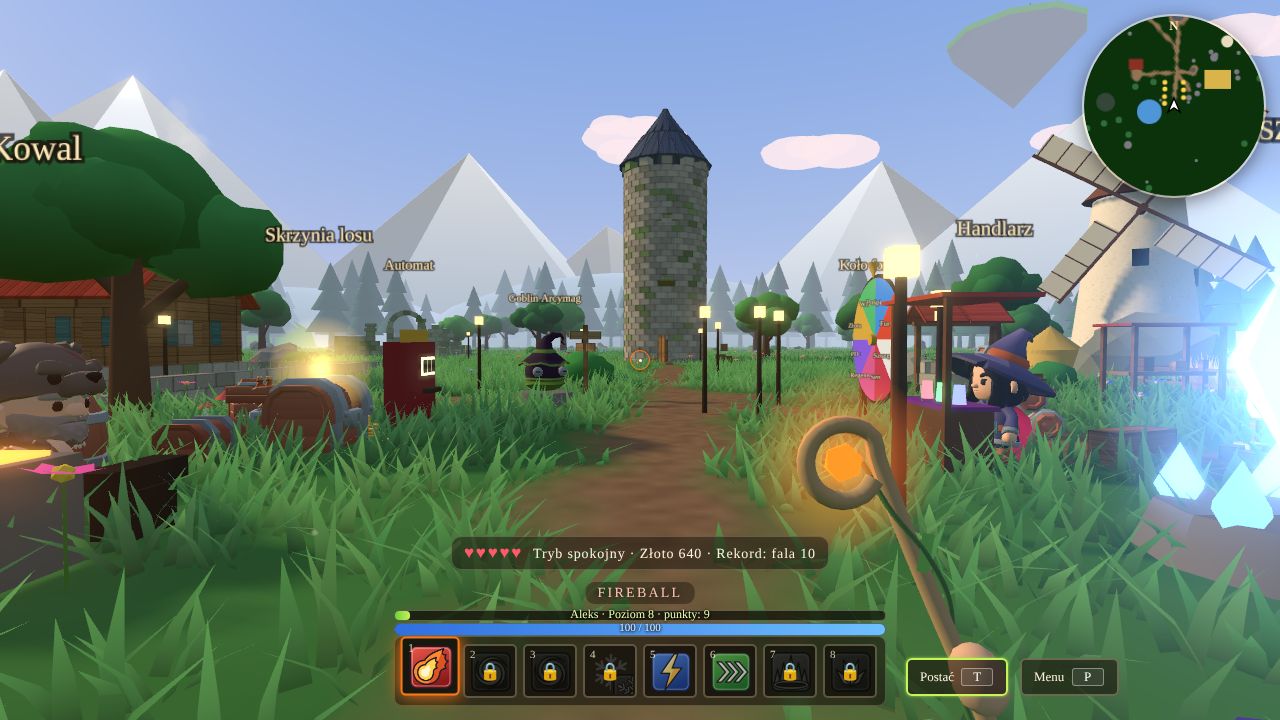 N
Kowal
Skrzynia losu
Automat
Goblin Arcymag
Koło
Handlarz
Tryb spokojny · Złoto 640 · Rekord: fala 10
FIREBALL
Aleks · Poziom 8 · punkty: 9
100 / 100
1
2
3
4
5
6
7
8
Postać T
Menu P